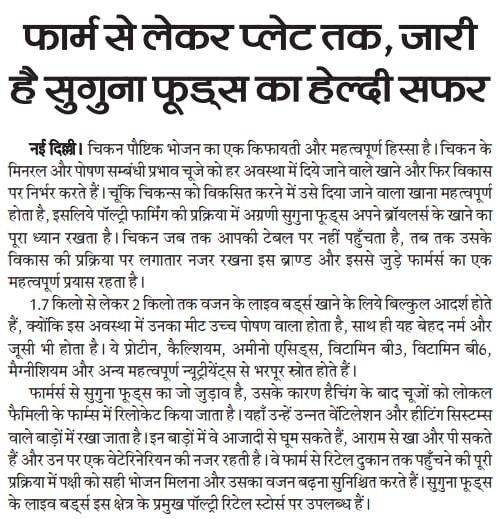 फार्म से लेकर प्लेट तक, जारी
है सुगुना फूड्स का हेल्दी सफर
नई दिल्ली। चिकन पौष्टिक भोजन का एक किफायती और महत्वपूर्ण हिस्सा है। चिकन के
मिनरल और पोषण सम्बंधी प्रभाव चूजे को हर अवस्था में दिये जाने वाले खाने और फिर विकास
पर निर्भर करते हैं। चूंकि चिकन्स को विकसित करने में उसे दिया जाने वाला खाना महत्वपूर्ण
होता है, इसलिये पॉल्ट्री फार्मिंग की प्रक्रिया में अग्रणी सुगुना फूड्स अपने ब्रॉयलर्स के खाने का
पूरा ध्यान रखता है। चिकन जब तक आपकी टेबल पर नहीं पहुँचता है, तब तक उसके
विकास की प्रक्रिया पर लगातार नजर रखना इस ब्राण्ड और इससे जुड़े फार्मर्स का एक
महत्वपूर्ण प्रयास रहता है।
1.7 किलो से लेकर 2 किलो तक वजन के लाइव बर्ड्स खाने के लिये बिल्कुल आदर्श होते
हैं, क्योंकि इस अवस्था में उनका मीट उच्च पोषण वाला होता है, साथ ही यह बेहद नर्म और
जूसी भी होता है। ये प्रोटीन, कैल्शियम, अमीनो एसिड्स, विटामिन बी3, विटामिन बी6,
मैग्नीशियम और अन्य महत्वपूर्ण न्यूट्रीयेंट्स से भरपूर स्त्रोत होते हैं।
फार्मर्स से सुगुना फूड्स का जो जुड़ाव है, उसके कारण हैचिंग के बाद चूजों को लोकल
फैमिली के फार्म्स में रिलोकेट किया जाता है। यहाँ उन्हें उन्नत वेंटिलेशन और हीटिंग सिस्टम्स
वाले बाड़ों में रखा जाता है। इन बाड़ों में वे आजादी से घूम सकते हैं, आराम से खा और पी सकते
हैं और उन पर एक वेटेरिनेरियन की नजर रहती है। वे फार्म से रिटेल दुकान तक पहुँचने की पूरी
प्रक्रिया में पक्षी को सही भोजन मिलना और उसका वजन बढ़ना सुनिश्चित करते हैं। सुगुना फूड्स
के लाइव बर्ड्स इस क्षेत्र के प्रमुख पॉल्ट्री रिटेल स्टोर्स पर उपलब्ध हैं।